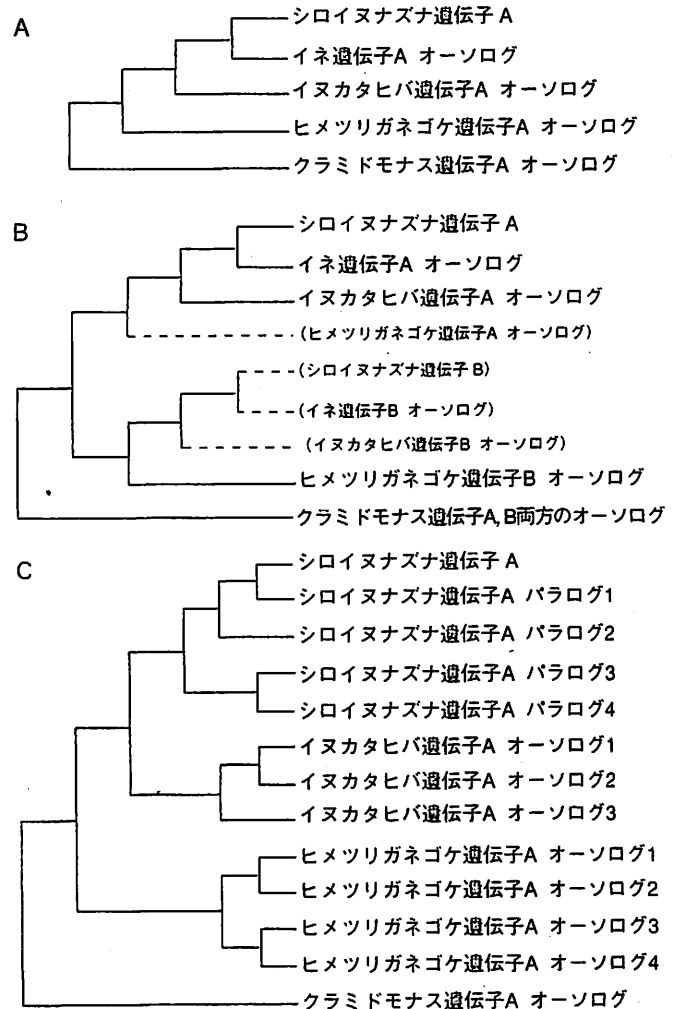 A
シロイヌナズナ遺伝子 A
イネ遺伝子A オーソログ
イヌカタヒバ遺伝子A オーソログ
ヒメツリガネゴケ遺伝子A オーソログ
クラミドモナス遺伝子A オーソログ
B
シロイヌナズナ遺伝子 A
イネ遺伝子A オーソログ
イヌカタヒバ遺伝子A オーソログ
(ヒメツリガネゴケ遺伝子A オーソログ)
(シロイヌナズナ遺伝子 B)
(イネ遺伝子B オーソログ)
(イヌカタヒバ遺伝子B オーソログ)
ヒメツリガネゴケ遺伝子B オーソログ
クラミドモナス遺伝子A, B両方のオーソログ
C
シロイヌナズナ遺伝子 A
シロイヌナズナ遺伝子A パラログ1
シロイヌナズナ遺伝子A パラログ2
シロイヌナズナ遺伝子A パラログ3
シロイヌナズナ遺伝子A パラログ4
イヌカタヒバ遺伝子A オーソログ1
イヌカタヒバ遺伝子A オーソログ2
イヌカタヒバ遺伝子A オーソログ3
ヒメツリガネゴケ遺伝子A オーソログ1
ヒメツリガネゴケ遺伝子A オーソログ2
ヒメツリガネゴケ遺伝子A オーソログ3
ヒメツリガネゴケ遺伝子A オーソログ4
クラミドモナス遺伝子A オーソログ